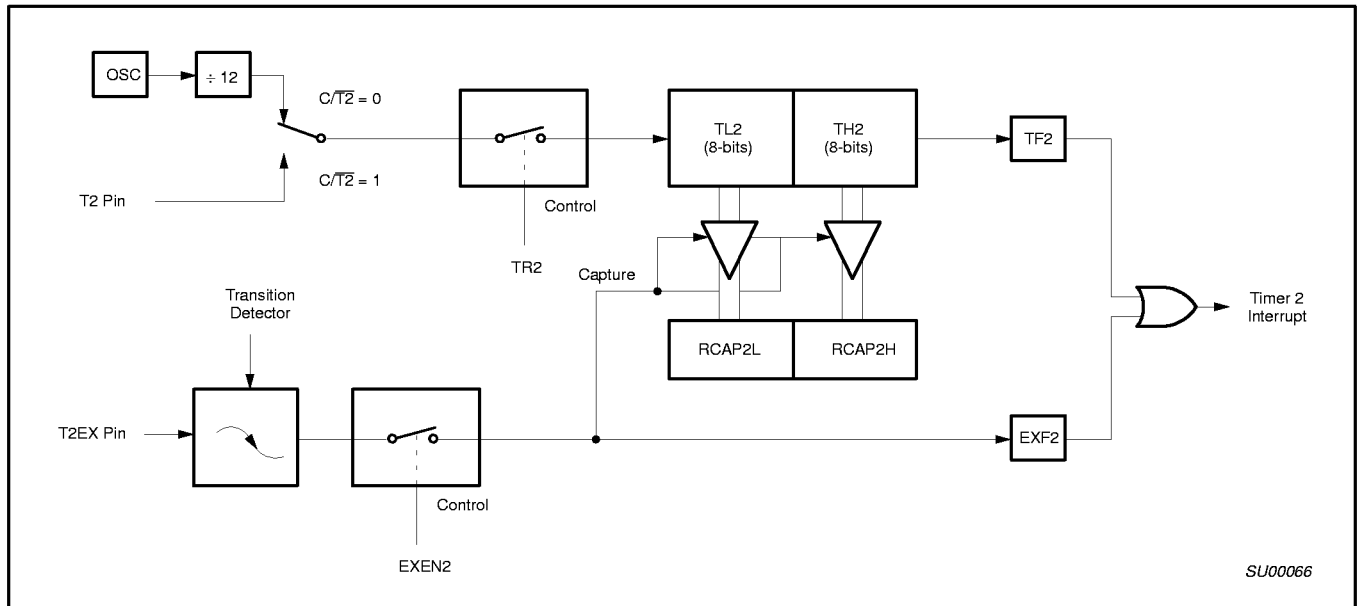 OSC
÷ 12
C/T2 = 0
C/T2 = 1
T2 Pin
Control
TR2
TL2
(8-bits)
TH2
(8-bits)
TF2
Capture
Transition
Detector
RCAP2L
RCAP2H
Timer 2
Interrupt
T2EX Pin
Control
EXEN2
EXF2
SU00066